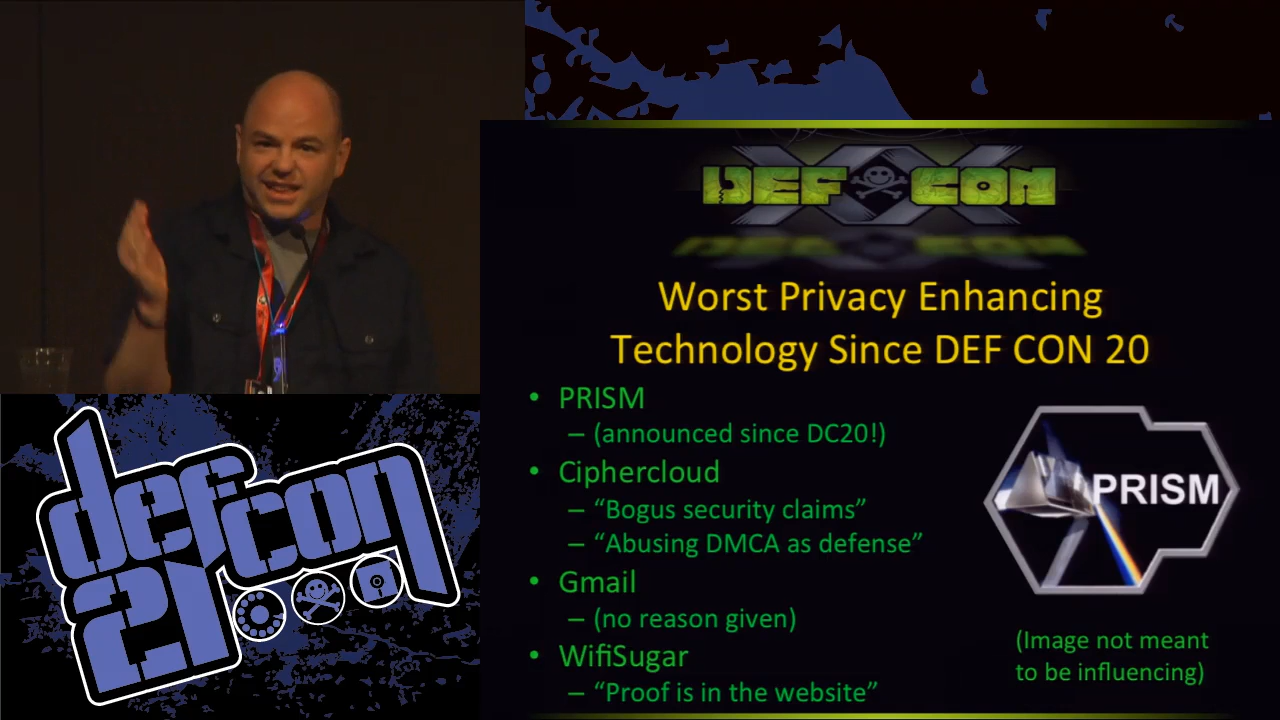 DEF CON
Worst Privacy Enhancing
Technology Since DEF CON 20
• PRISM
– (announced since DC20!)
• Ciphercloud
– “Bogus security claims”
– “Abusing DMCA as defense”
• Gmail
– (no reason given)
• WifiSugar
– “Proof is in the website”
PRISM
(Image not meant
to be influencing)
defcon
21